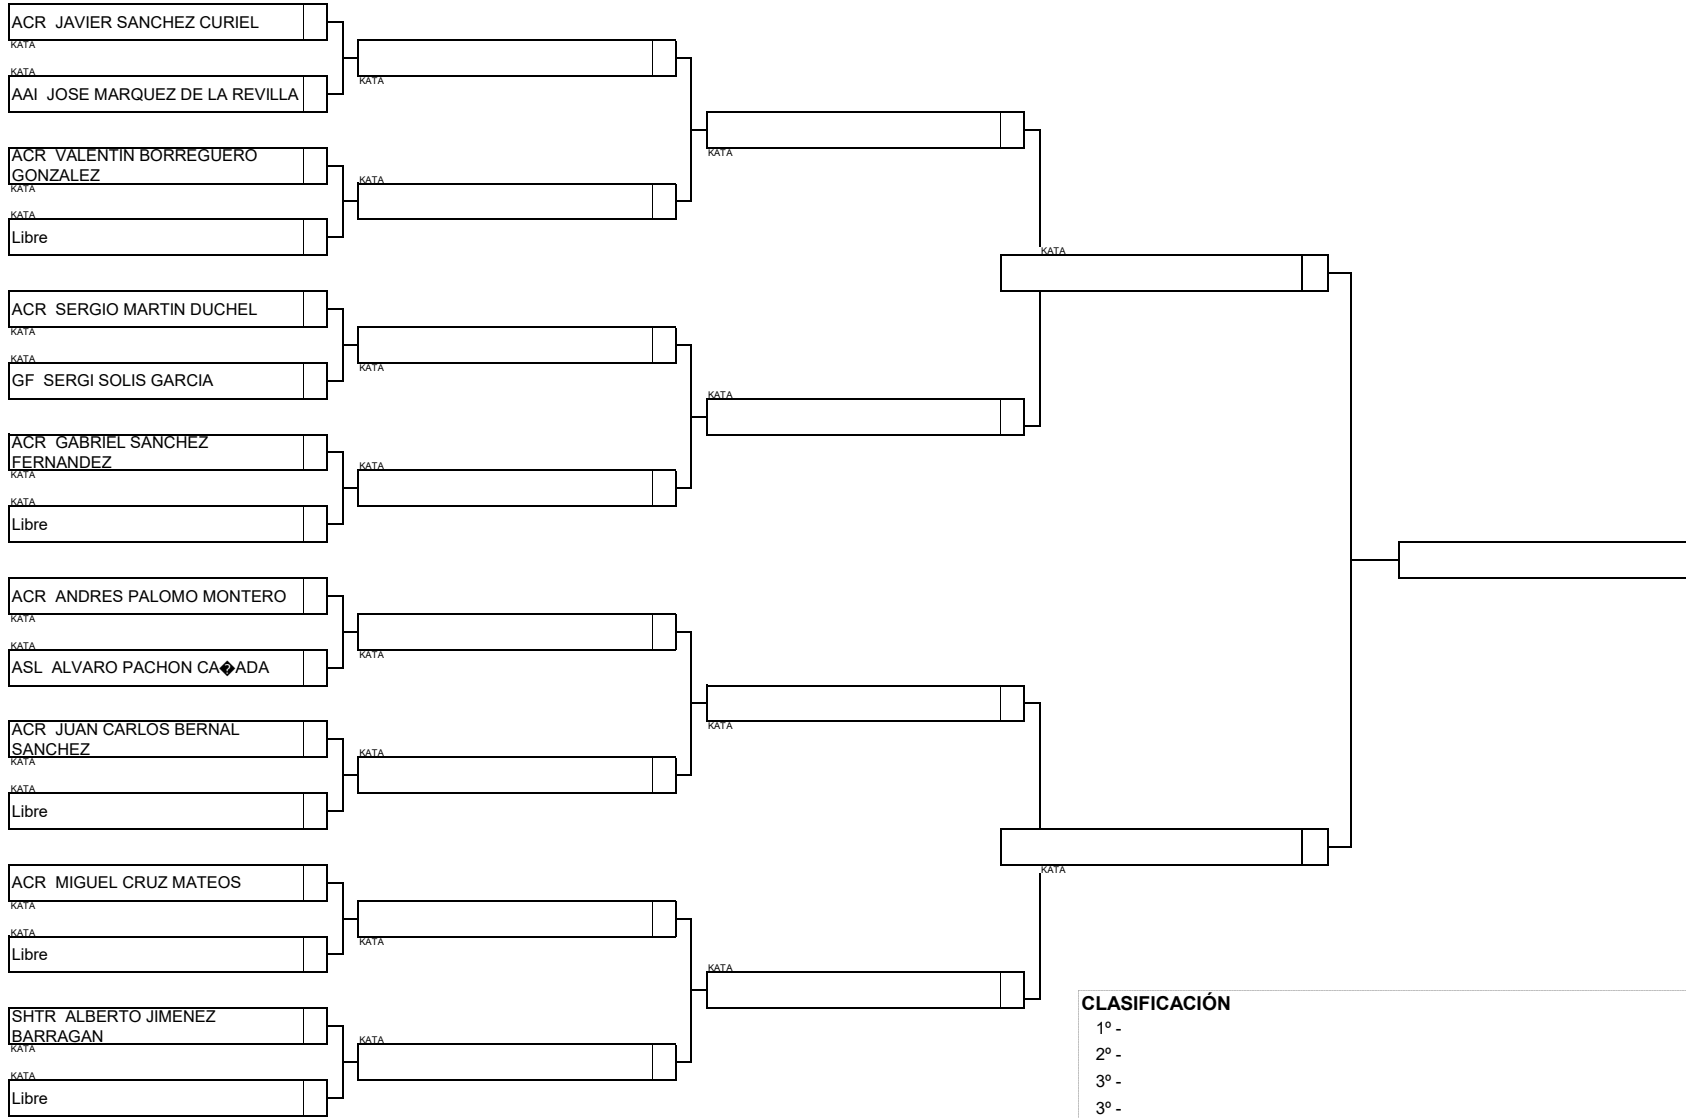 ACR  JAVIER SANCHEZ CURIEL
KATA
KATA
AAI  JOSE MARQUEZ DE LA REVILLA
ACR  VALENTIN BORREGUERO
GONZALEZ
KATA
KATA
Libre
ACR  SERGIO MARTIN DUCHEL
KATA
KATA
GF  SERGI SOLIS GARCIA
ACR  GABRIEL SANCHEZ
FERNANDEZ
KATA
KATA
Libre
ACR  ANDRES PALOMO MONTERO
KATA
KATA
ASL  ALVARO PACHON CA�ADA
ACR  JUAN CARLOS BERNAL
SANCHEZ
KATA
KATA
Libre
ACR  MIGUEL CRUZ MATEOS
KATA
KATA
Libre
SHTR  ALBERTO JIMENEZ
BARRAGAN
KATA
KATA
Libre
KATA
KATA
KATA
KATA
KATA
KATA
KATA
KATA
KATA
KATA
KATA
KATA
KATA
KATA
CLASIFICACIÓN
1º -
2º -
3º -
3º -